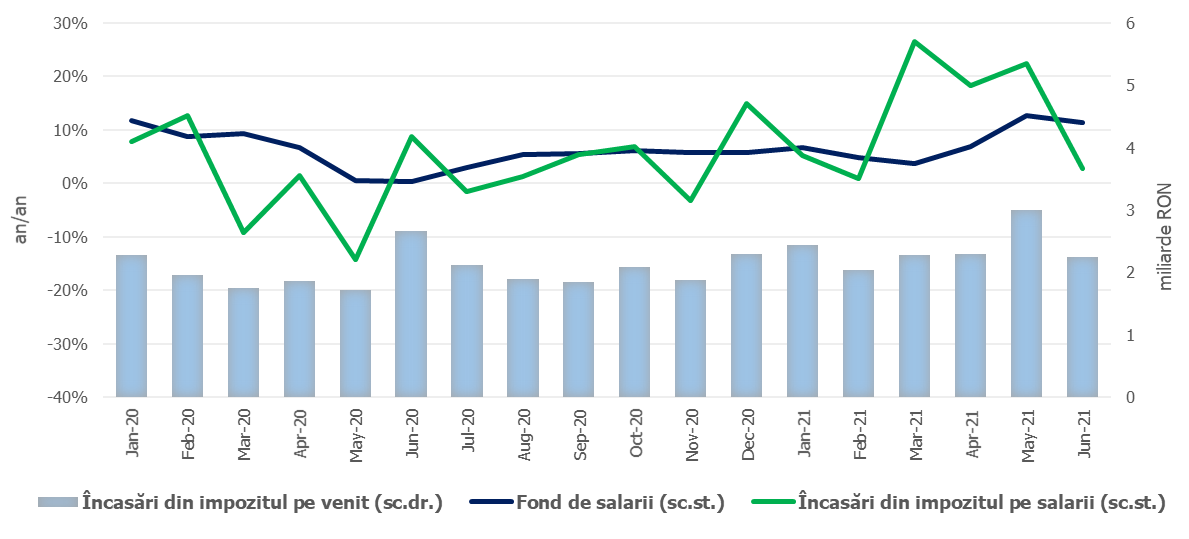 30%
20%
10%
0%
-10%
-20%
-30%
-40%
an/an
6
5
4
3
2
1
0
miliarde RON
Jan-20
Feb-20
Mar-20
Apr-20
May-20
Jun-20
Jul-20
Aug-20
Sep-20
Oct-20
Nov-20
Dec-20
Jan-21
Feb-21
Mar-21
Apr-21
May-21
Jun-21
Încasări din impozitul pe venit (sc.dr.)
Fond de salarii (sc.st.)
Încasări din impozitul pe salarii (sc.st.)